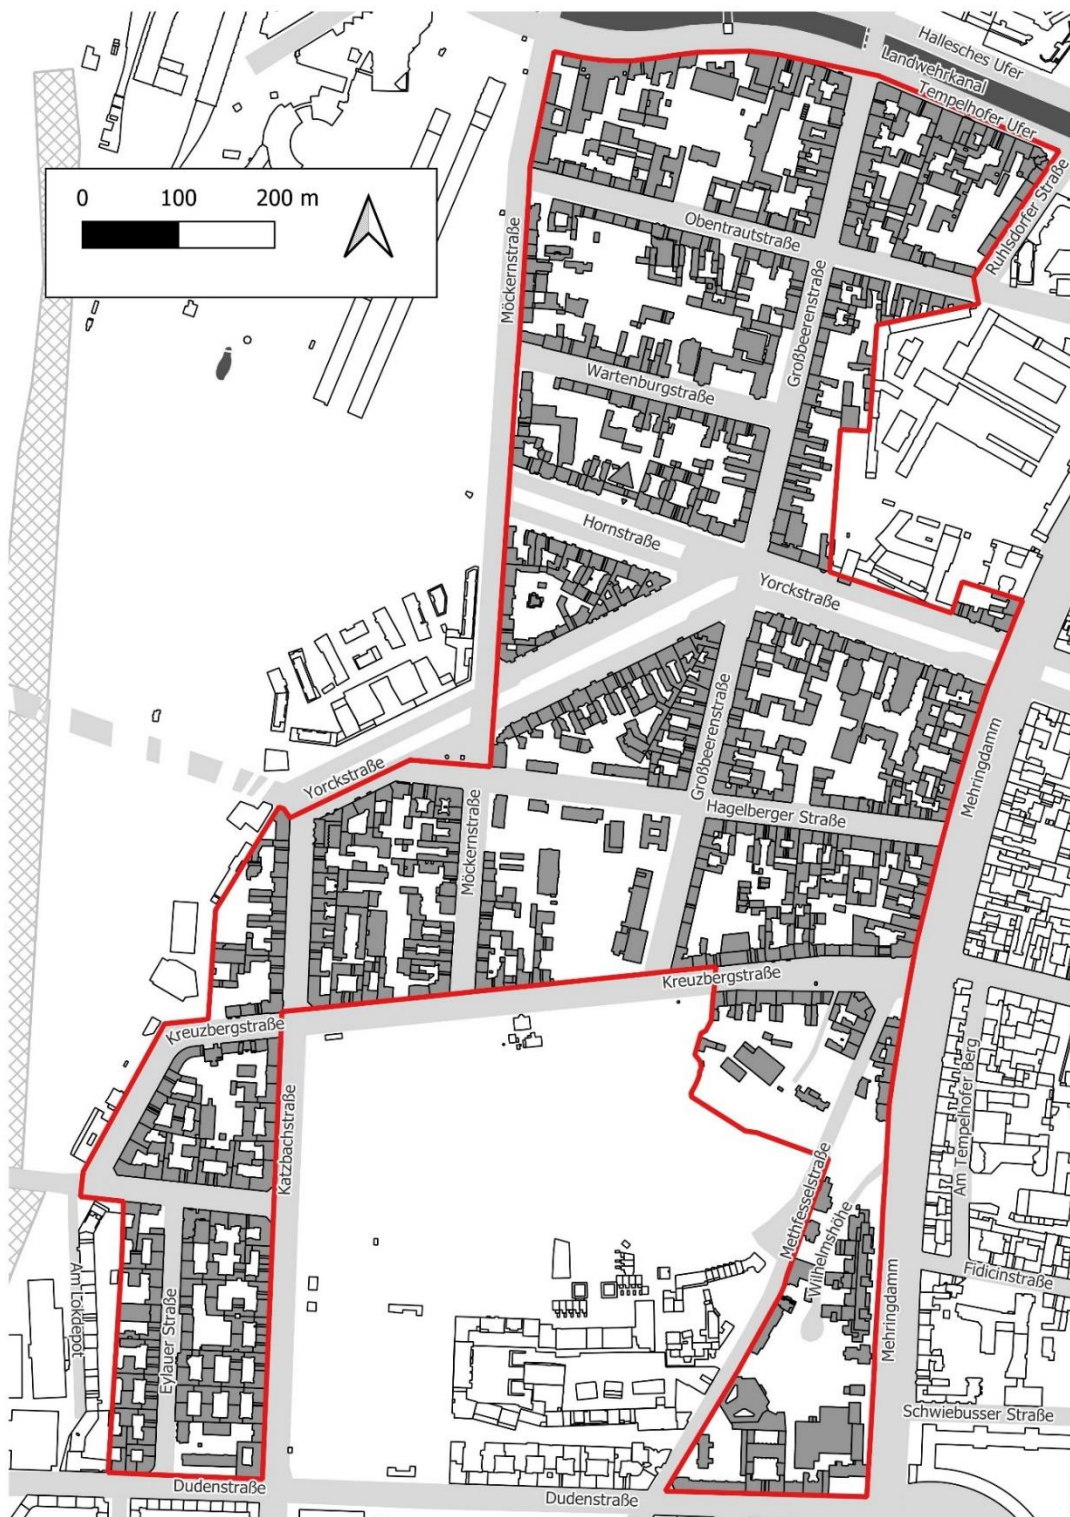 Hallesches Ufer
Landwehrkanal
Tempelhofer Ufer
0 100 200 m
Ruhlsdorfer Straße
Obentrautstraße
Möckernstraße
Großbeerenstraße
Wartenburgstraße
Hornstraße
Yorckstraße
Großbeerenstraße
Mehringdamm
Yorckstraße
Hagelberger Straße
Möckernstraße
Kreuzbergstraße
Kreuzbergstraße
Am Tempelhofer Berg
Katzbachstraße
Methfesselstraße
Wilhelmshöhe
Fidicinstraße
Am Lokdepot
Eylauer Straße
Mehringdamm
Schwiebusser Straße
Dudenstraße
Dudenstraße